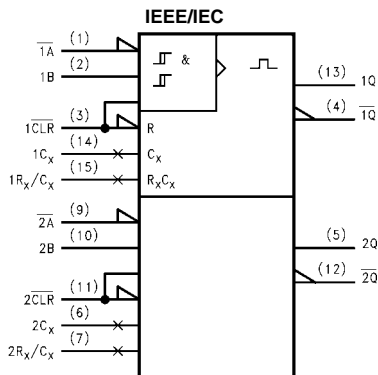 IEEE/IEC
1A (1)
1B (2)
& 
(13) 1Q
(4) 1Q
1CLR (3) R
1Cx (14) Cx
1Rx/Cx (15) RxCx
2A (9)
2B (10)
(5) 2Q
(12) 2Q
2CLR (11)
2Cx (6)
2Rx/Cx (7)